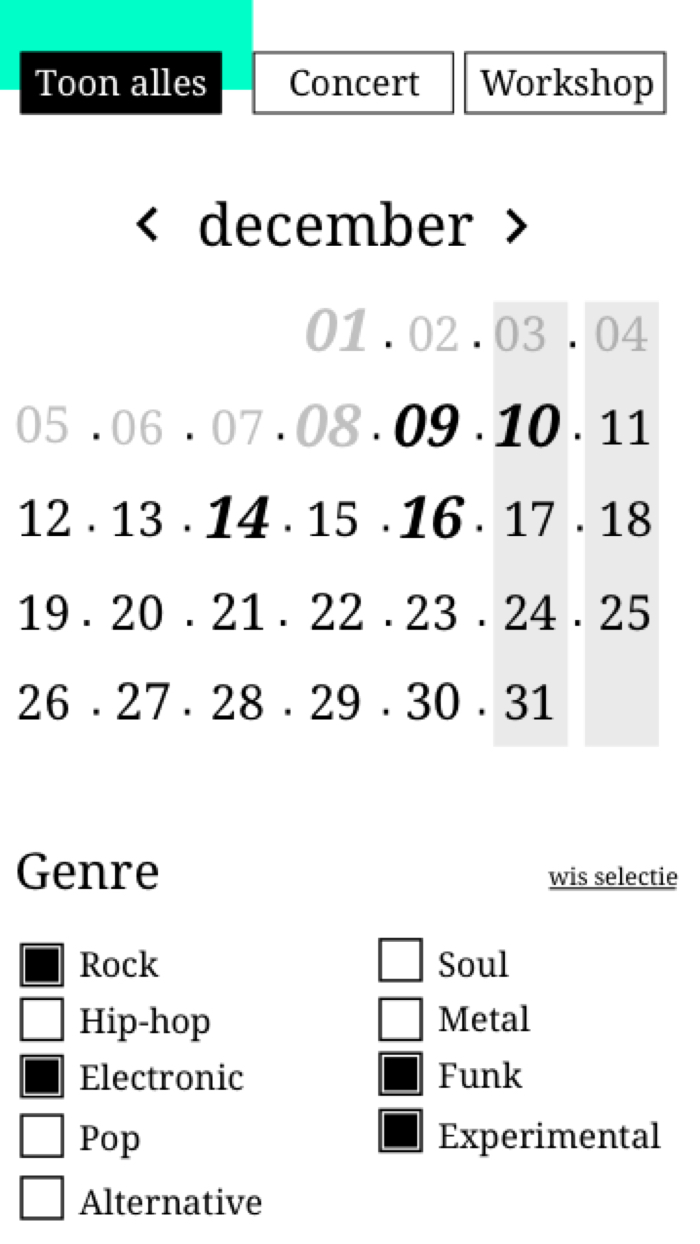 Toon alles Concert Workshop
< december >
01 . 02 . 03 . 04
05 . 06 . 07 . 08 . 09 . 10 . 11
12 . 13 . 14 . 15 . 16 . 17 . 18
19 . 20 . 21 . 22 . 23 . 24 . 25
26 . 27 . 28 . 29 . 30 . 31
Genre wis selectie
Rock Soul
Hip-hop Metal
Electronic Funk
Pop Experimental
Alternative